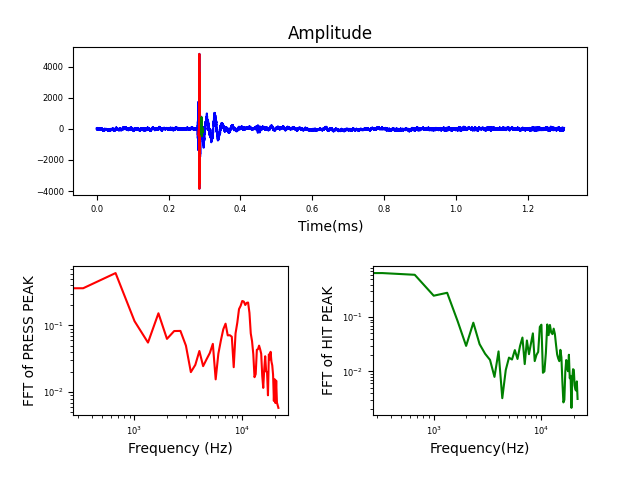 Amplitude
4000
2000
0
−2000
−4000
0.0 0.2 0.4 0.6 0.8 1.0 1.2
Time(ms)
FFT of PRESS PEAK
10⁻¹
10⁻²
10³ 10⁴
Frequency (Hz)
FFT of HIT PEAK
10⁻¹
10⁻²
10³ 10⁴
Frequency(Hz)